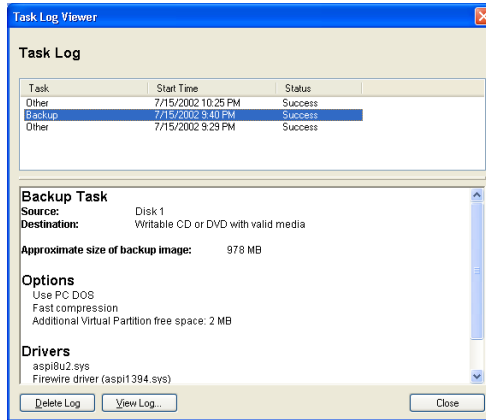 Task Log Viewer
Task Log
Task Start Time Status
Other 7/15/2002 10:25 PM Success
Backup 7/15/2002 9:40 PM Success
Other 7/15/2002 9:29 PM Success
Backup Task
Source: Disk 1
Destination: Writable CD or DVD with valid media
Approximate size of backup image: 978 MB
Options
Use PC DOS
Fast compression
Additional Virtual Partition free space: 2 MB
Drivers
aspi8u2.sys
Firewire driver (aspi1394.sys)
Delete Log View Log... Close